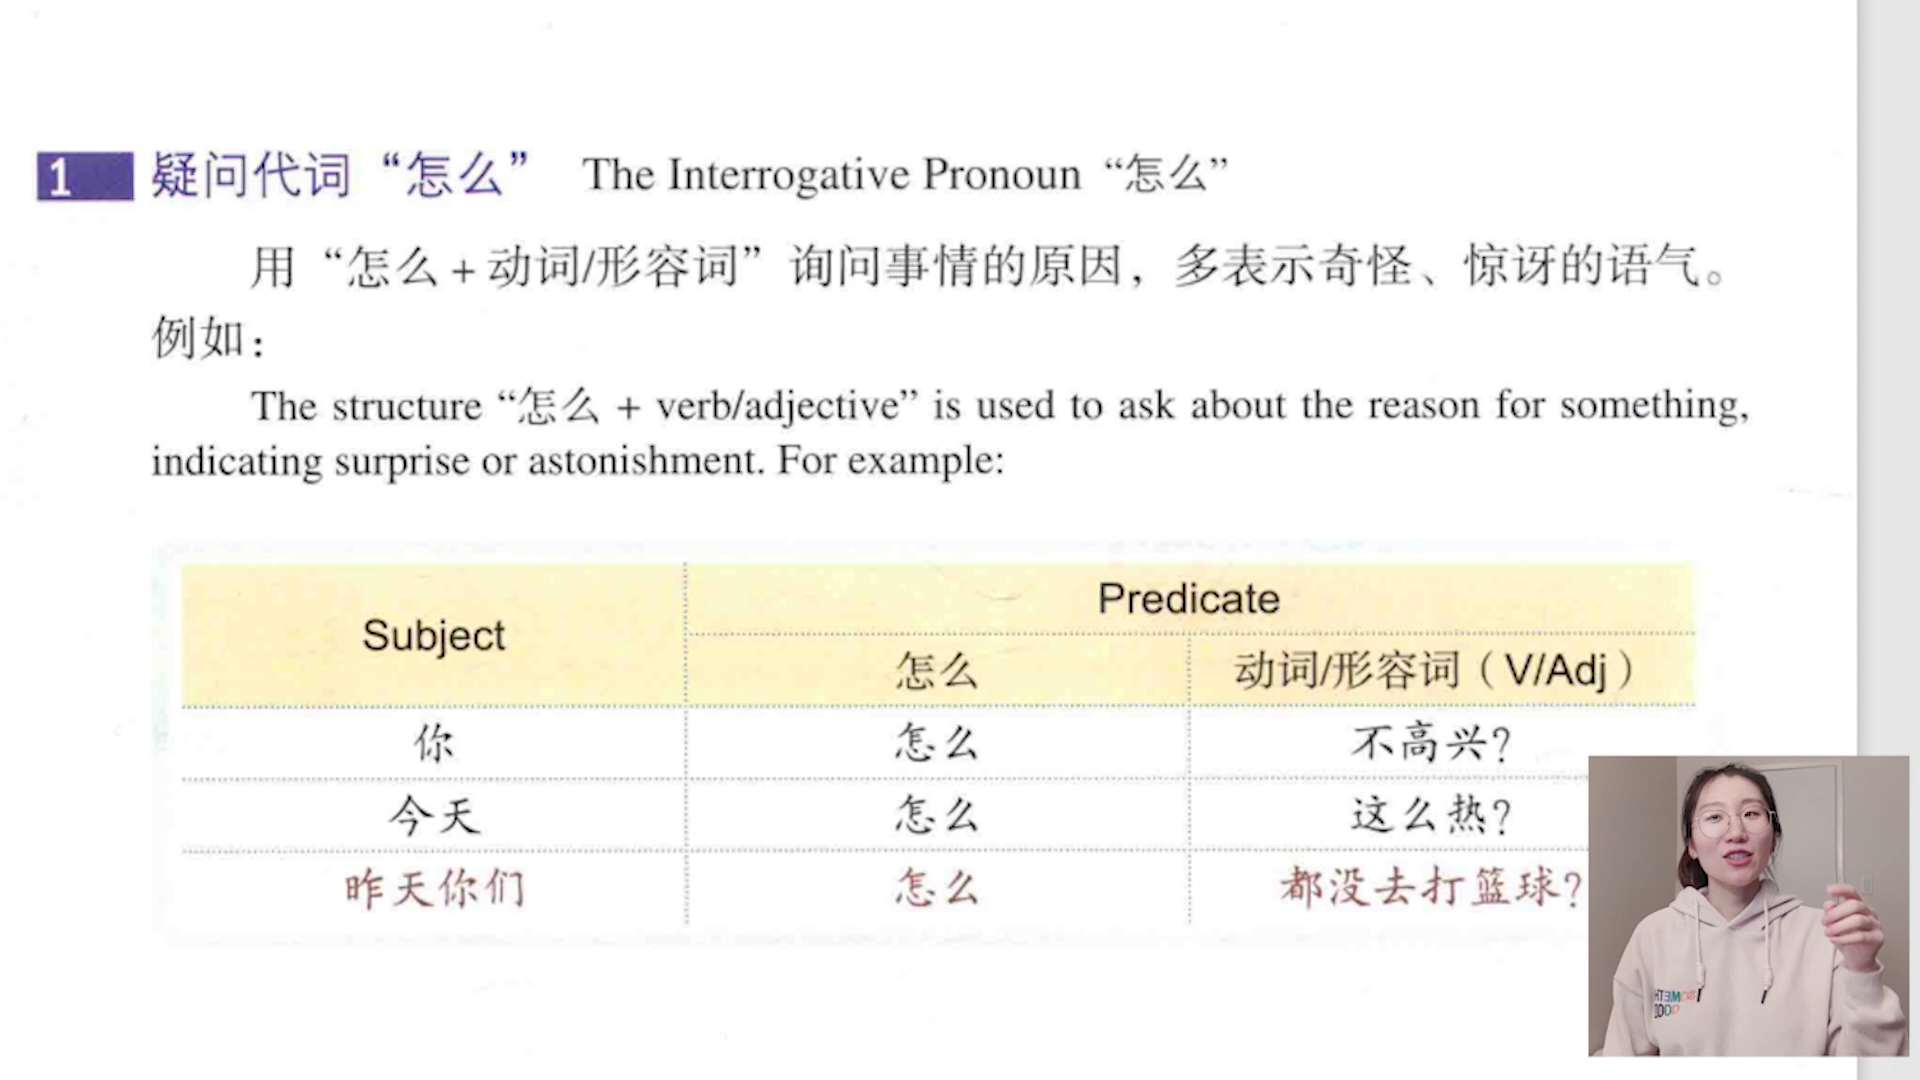 1 疑问代词“怎么” The Interrogative Pronoun “怎么”
用“怎么+动词/形容词”询问事情的原因，多表示奇怪、惊讶的语气。
例如：
The structure “怎么 + verb/adjective” is used to ask about the reason for something,
indicating surprise or astonishment. For example:
Subject
Predicate
怎么 动词/形容词（V/Adj）
你 怎么 不高兴？
今天 怎么 这么热？
昨天你们 怎么 都没去打篮球？